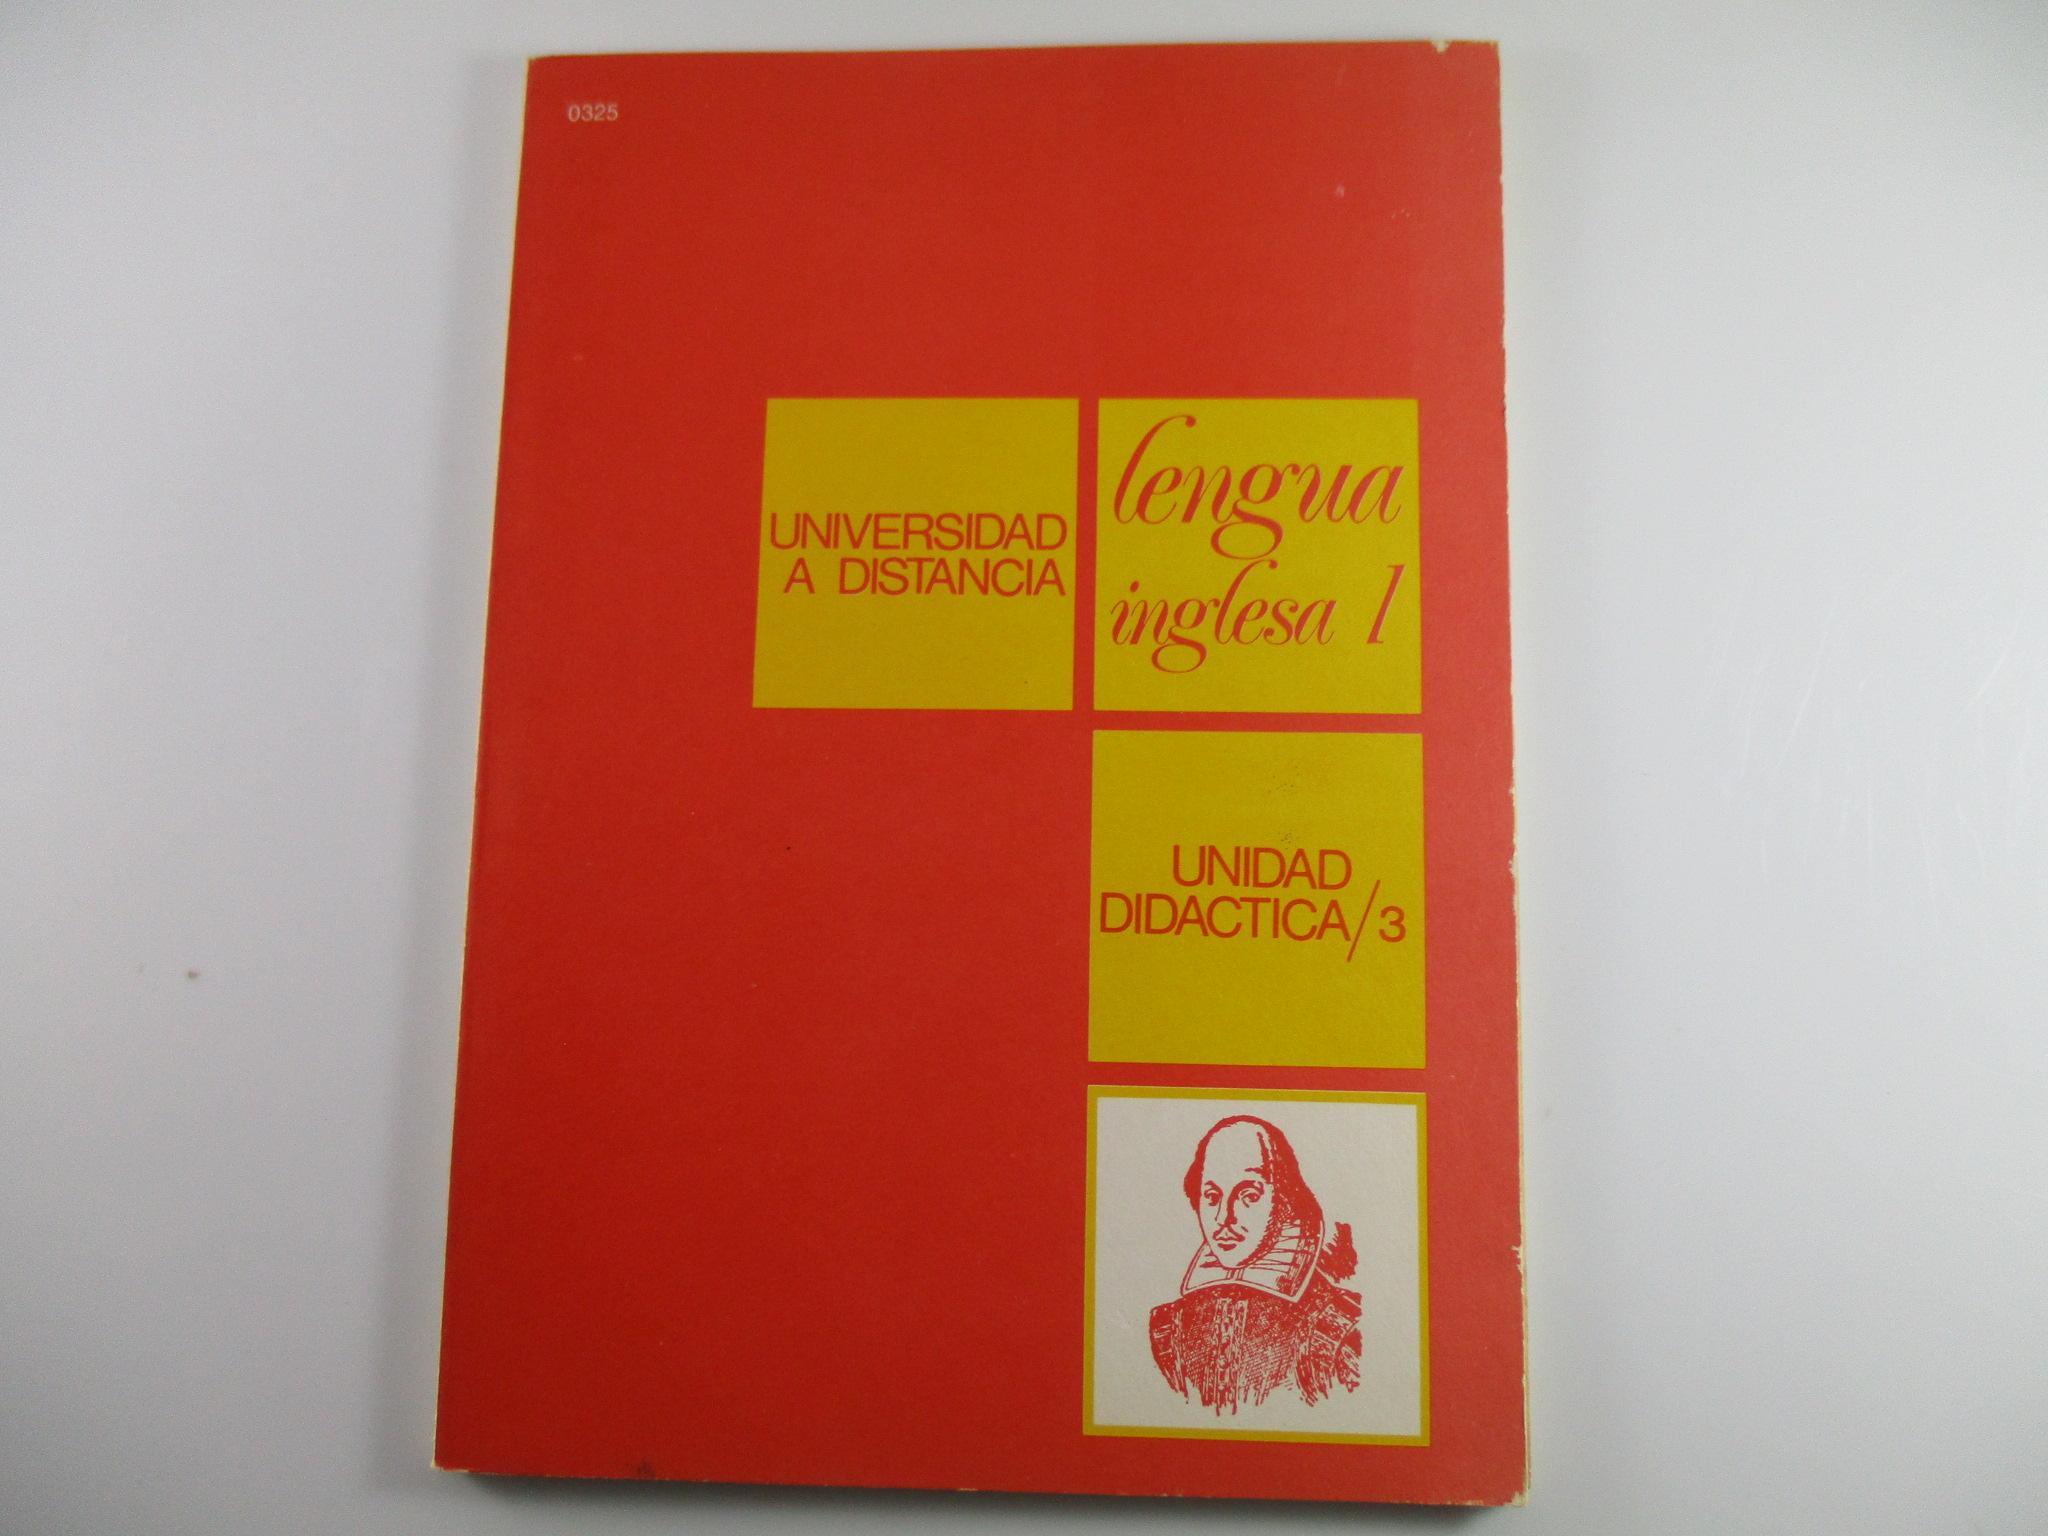 0325
UNIVERSIDAD
A DISTANCIA
lengua
inglesa 1
UNIDAD
DIDACTICA/3